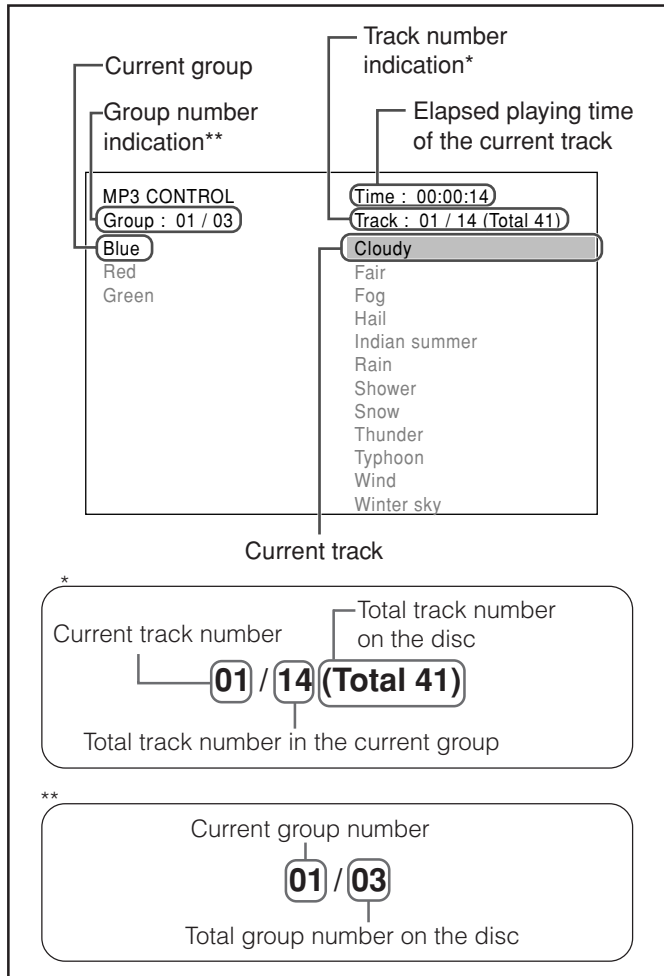 Track number
indication*
Current group
Group number
indication**
Elapsed playing time
of the current track
MP3 CONTROL
Time : 00:00:14
Group : 01 / 03
Track : 01 / 14 (Total 41)
Blue
Red
Green
Cloudy
Fair
Fog
Hail
Indian summer
Rain
Shower
Snow
Thunder
Typhoon
Wind
Winter sky
Current track
*
Total track number
on the disc
Current track number
01 / 14 (Total 41)
Total track number in the current group
**
Current group number
01 / 03
Total group number on the disc